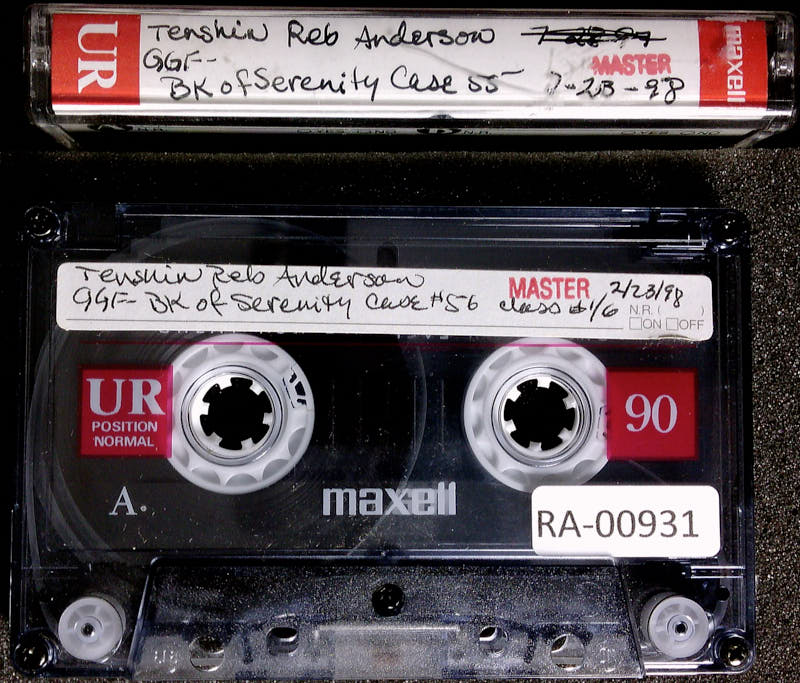 UR
Tenshin Reb Anderson
GGF-
MASTER
BK of Serenity Case 55 2-23-98
maxell
Tenshin Reb Anderson
MASTER 2/23/98
GGF- BK of Serenity Case #56 class #1/6
N.R. ( )
ON OFF
UR
POSITION
NORMAL
90
A.
maxell
RA-00931